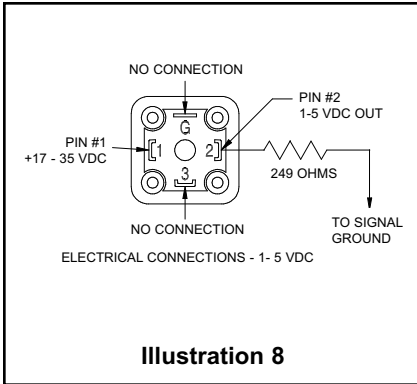 NO CONNECTION
PIN #2
1-5 VDC OUT
G
PIN #1
+17 - 35 VDC
1
2
3
249 OHMS
NO CONNECTION
TO SIGNAL
GROUND
ELECTRICAL CONNECTIONS - 1- 5 VDC
Illustration 8